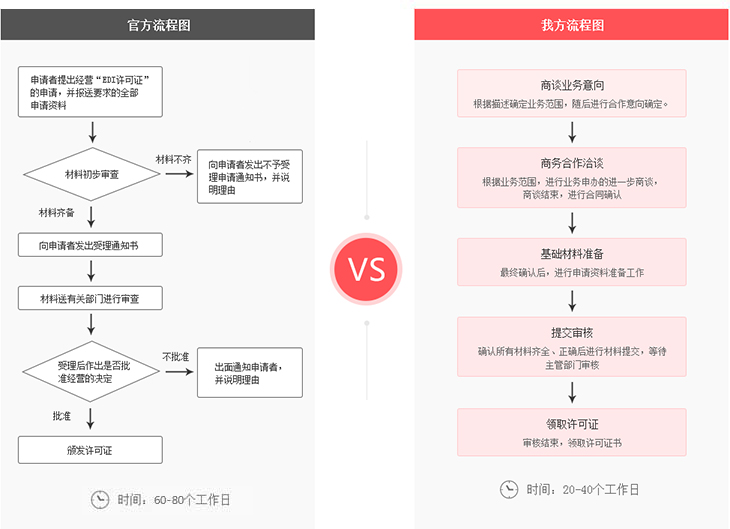 官方流程图
申请者提出经营“EDI许可证”
的申请，并报送要求的全部
申请资料
材料初步审查
材料不齐
向申请者发出不予受
理申请通知书，并说
明理由
材料齐备
向申请者发出受理通知书
材料送有关部门进行审查
受理后作出是否批
准经营的决定
不批准
出面通知申请者，
并说明理由
批准
颁发许可证
时间：60-80个工作日
VS
我方流程图
商谈业务意向
根据描述确定业务范围，随后进行合作意向确定。
商务合作洽谈
根据业务范围，进行业务申办的进一步商谈，
商谈结束，进行合同确认
基础材料准备
最终确认后，进行申请资料准备工作
提交审核
确认所有材料齐全、正确后进行材料提交，等待
主管部门审核
领取许可证
审核结束，领取许可证书
时间：20-40个工作日